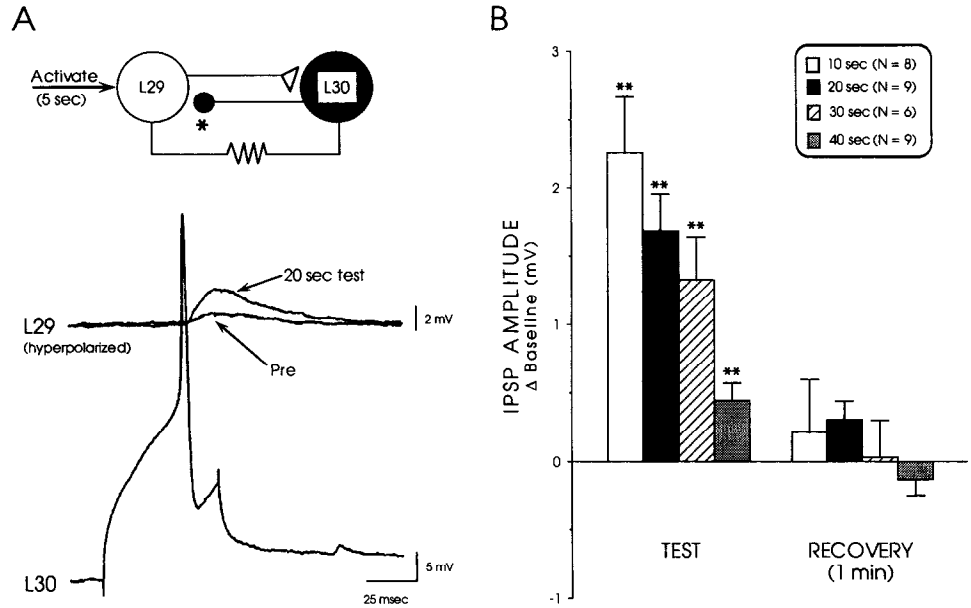 A
Activate
(5 sec)
L29
L30
*
20 sec test
L29
(hyperpolarized)
2 mV
Pre
L30
5 mV
25 msec
B
IPSP AMPLITUDE
Δ Baseline (mV)
3
2
1
0
-1
**
**
**
**
10 sec (N = 8)
20 sec (N = 9)
30 sec (N = 6)
40 sec (N = 9)
TEST
RECOVERY
(1 min)